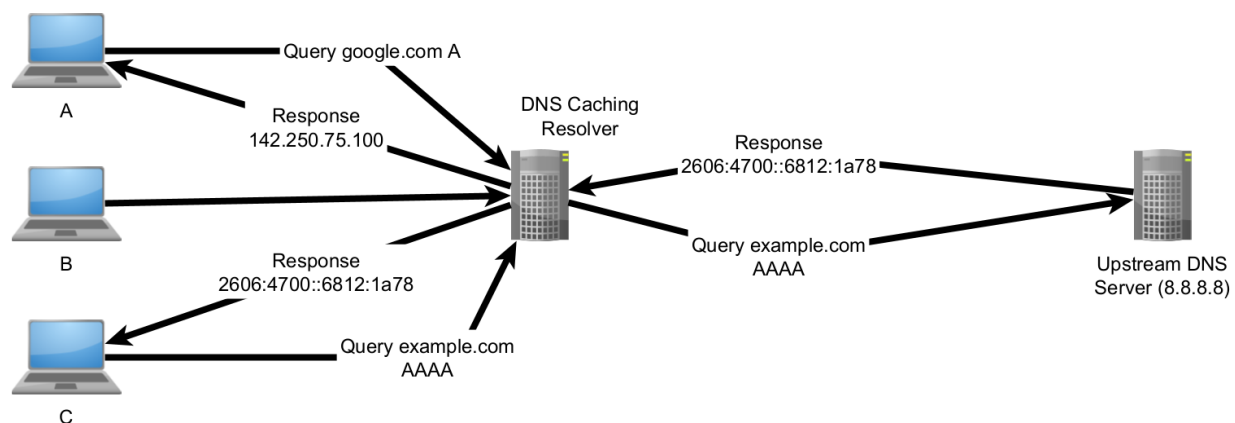 Query google.com A
A
Response
142.250.75.100
DNS Caching
Resolver
Response
2606:4700::6812:1a78
B
Response
2606:4700::6812:1a78
Query example.com
AAAA
Upstream DNS
Server (8.8.8.8)
Query example.com
AAAA
C